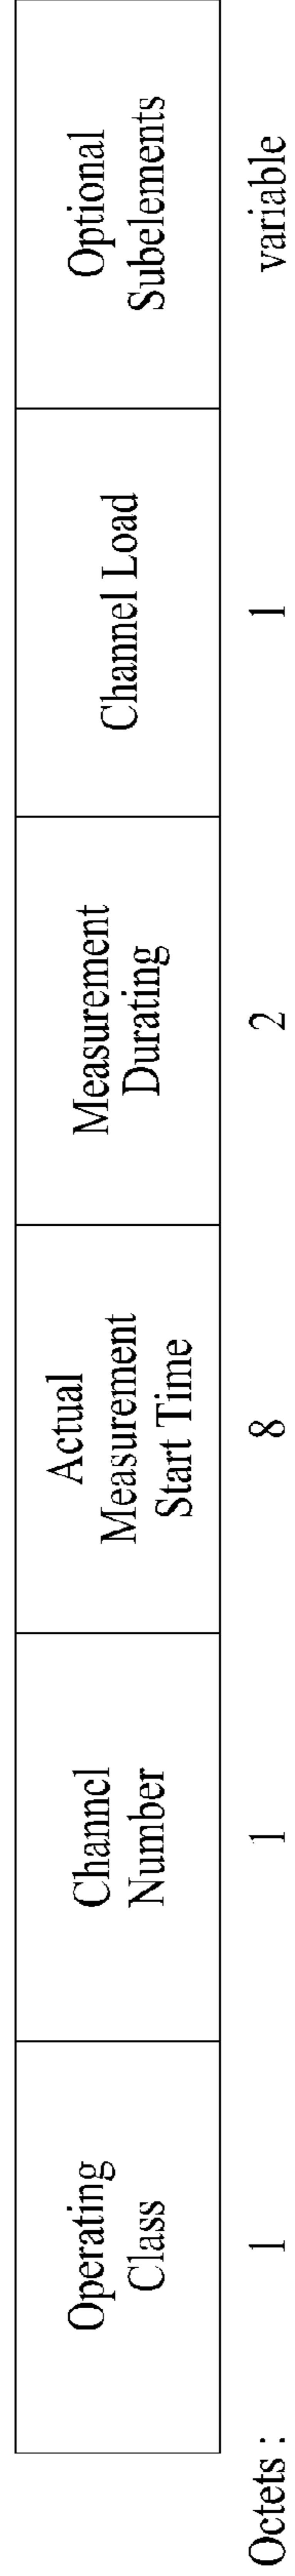 Operating
Class
Channel
Number
Actual
Measurement
Start Time
Measurement
Durating
Channel Load
Optional
Subelements
Octets : 1 1 8 2 1 variable